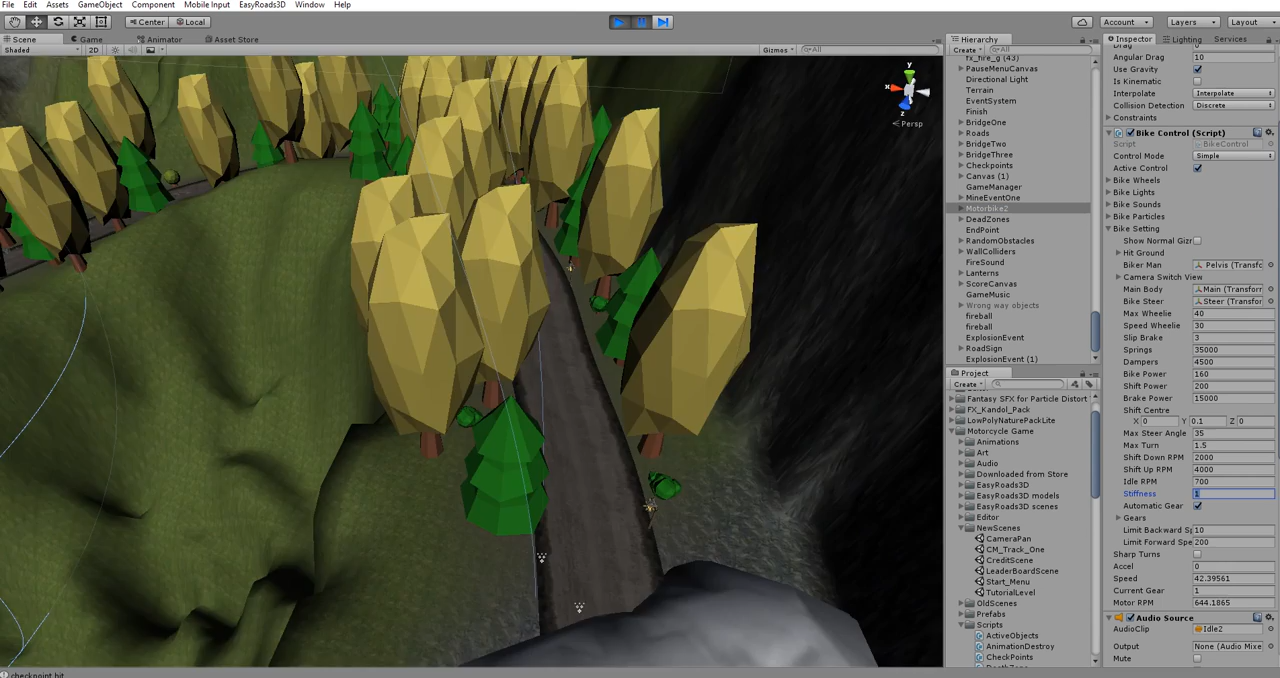 File Edit Assets GameObject Component Mobile Input EasyRoads3D Window Help
Center Local Account Layers Layout
Scene Game Animator Asset Store
Shaded 2D Gizmos All
y
x
z
Persp
Hierarchy
Create All
fx_fire_g (43)
PauseMenuCanvas
Directional Light
Terrain
EventSystem
Finish
BridgeOne
Roads
BridgeTwo
BridgeThree
Checkpoints
Canvas (1)
GameManager
MineEventOne
Motorbike2
DeadZones
EndPoint
RandomObstacles
WallColliders
FireSound
Lanterns
ScoreCanvas
GameMusic
Wrong way objects
fireball
fireball
ExplosionEvent
RoadSign
ExplosionEvent (1)
Project
Create
Editor
Fantasy SFX for Particle Distort
FX_Kandol_Pack
LowPolyNaturePackLite
Motorcycle Game
Animations
Art
Audio
Downloaded from Store
EasyRoads3D
EasyRoads3D models
EasyRoads3D scenes
Editor
NewScenes
CameraPan
CM_Track_One
CreditScene
LeaderBoardScene
Start_Menu
TutorialLevel
OldScenes
Prefabs
Scripts
ActiveObjects
AnimationDestroy
CheckPoints
DeathZone
Inspector Lighting Services
Drag 0
Angular Drag 10
Use Gravity
Is Kinematic
Interpolate Interpolate
Collision Detection Discrete
Constraints
Bike Control (Script)
Script BikeControl
Control Mode Simple
Active Control
Bike Wheels
Bike Lights
Bike Sounds
Bike Particles
Bike Setting
Show Normal Gizr
Hit Ground
Biker Man Pelvis (Transfc
Camera Switch View
Main Body Main (Transforr
Bike Steer Steer (Transfor
Max Wheelie 40
Speed Wheelie 30
Slip Brake 3
Springs 35000
Dampers 4500
Bike Power 160
Shift Power 200
Brake Power 15000
Shift Centre
X 0 Y 0.1 Z 0
Max Steer Angle 35
Max Turn 1.5
Shift Down RPM 2000
Shift Up RPM 4000
Idle RPM 700
Stiffness 1
Automatic Gear
Gears
Limit Backward Sp 10
Limit Forward Spe 200
Sharp Turns
Accel 0
Speed 42.39561
Current Gear 1
Motor RPM 644.1865
Audio Source
AudioClip Idle2
Output None (Audio Mixe
Mute
checkpoint hit